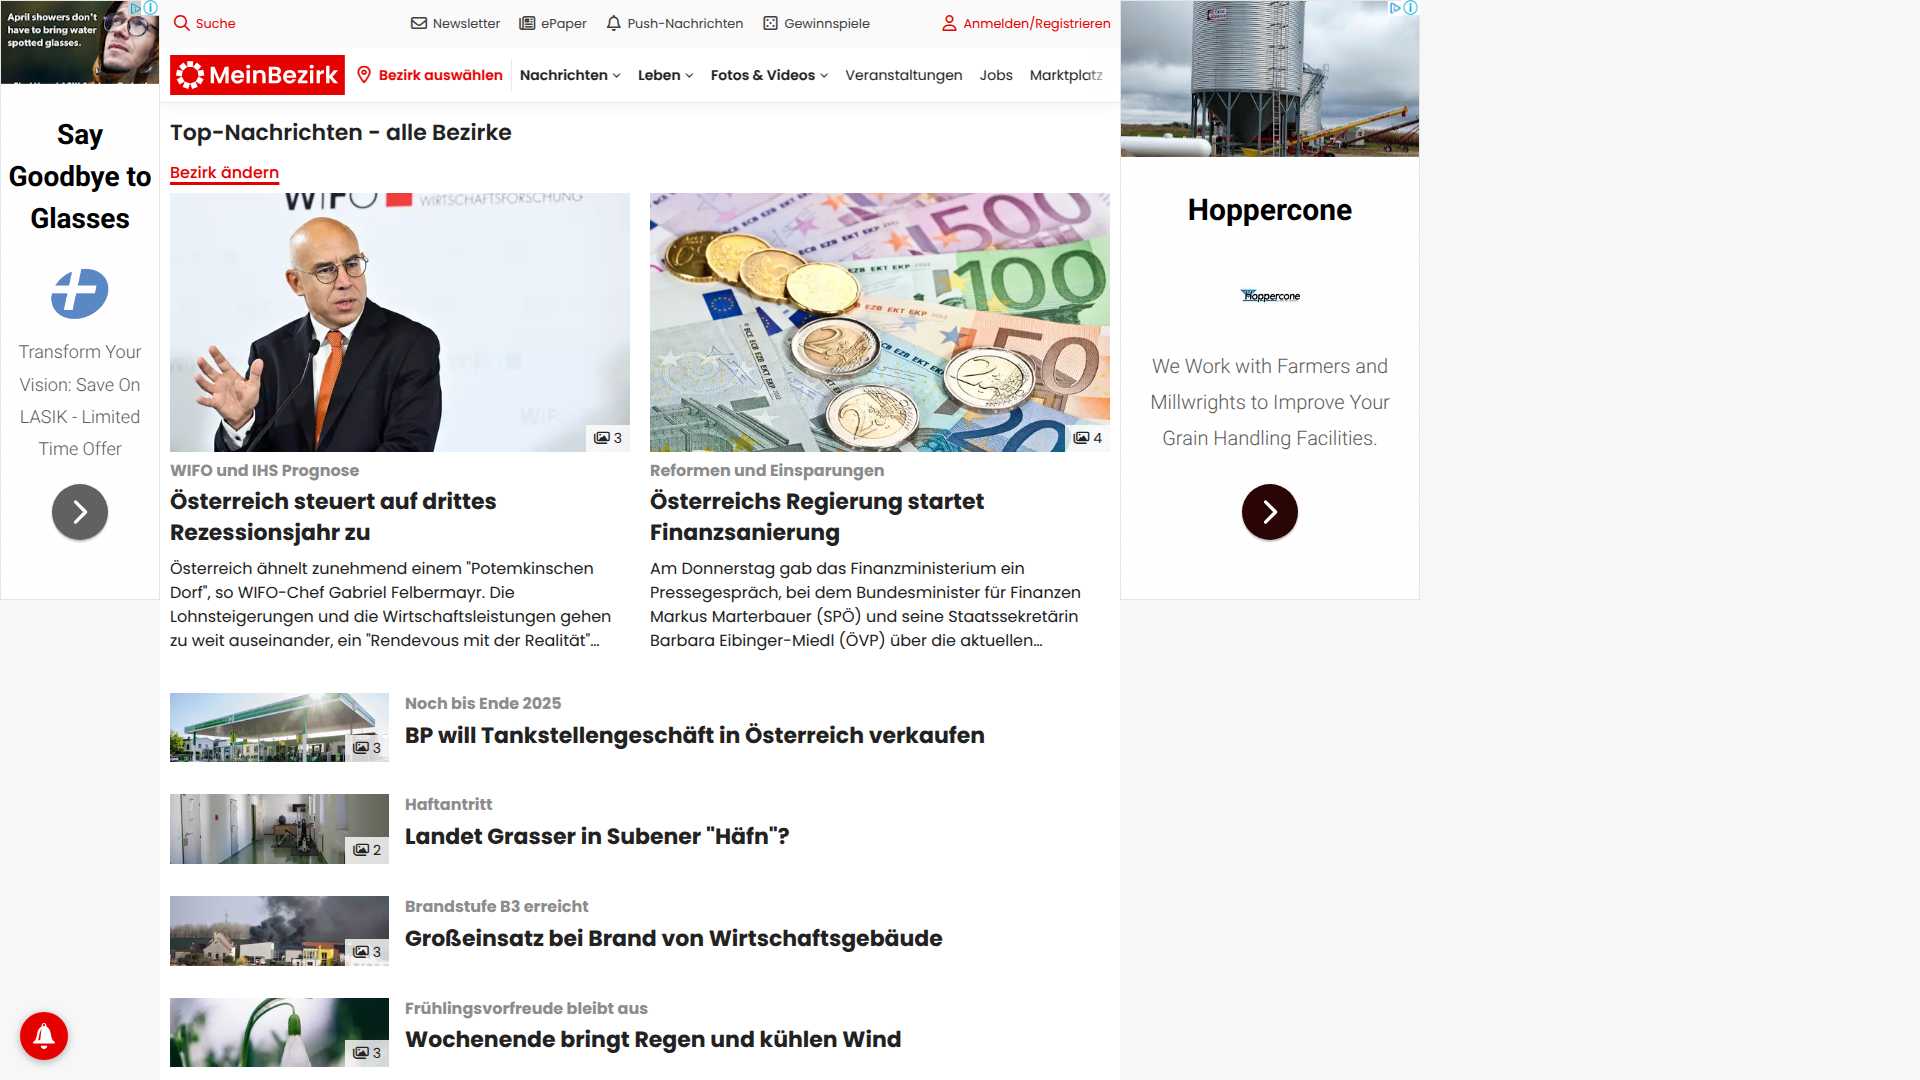 April showers don't
have to bring water
spotted glasses.
Say
Goodbye to
Glasses
Transform Your
Vision: Save On
LASIK - Limited
Time Offer
Suche
Newsletter
ePaper
Push-Nachrichten
Gewinnspiele
Anmelden/Registrieren
MeinBezirk
Bezirk auswählen
Nachrichten
Leben
Fotos & Videos
Veranstaltungen
Jobs
Marktplatz
Top-Nachrichten - alle Bezirke
Bezirk ändern
WIFO
WIRTSCHAFTSFORSCHUNG
3
WIFO und IHS Prognose
Österreich steuert auf drittes
Rezessionsjahr zu
Österreich ähnelt zunehmend einem "Potemkinschen
Dorf", so WIFO-Chef Gabriel Felbermayr. Die
Lohnsteigerungen und die Wirtschaftsleistungen gehen
zu weit auseinander, ein "Rendevous mit der Realität"...
500
100
50
20
2
2
2
4
Reformen und Einsparungen
Österreichs Regierung startet
Finanzsanierung
Am Donnerstag gab das Finanzministerium ein
Pressegespräch, bei dem Bundesminister für Finanzen
Markus Marterbauer (SPÖ) und seine Staatssekretärin
Barbara Eibinger-Miedl (ÖVP) über die aktuellen...
3
Noch bis Ende 2025
BP will Tankstellengeschäft in Österreich verkaufen
2
Haftantritt
Landet Grasser in Subener "Häfn"?
3
Brandstufe B3 erreicht
Großeinsatz bei Brand von Wirtschaftsgebäude
3
Frühlingsvorfreude bleibt aus
Wochenende bringt Regen und kühlen Wind
Hoppercone
Hoppercone
We Work with Farmers and
Millwrights to Improve Your
Grain Handling Facilities.